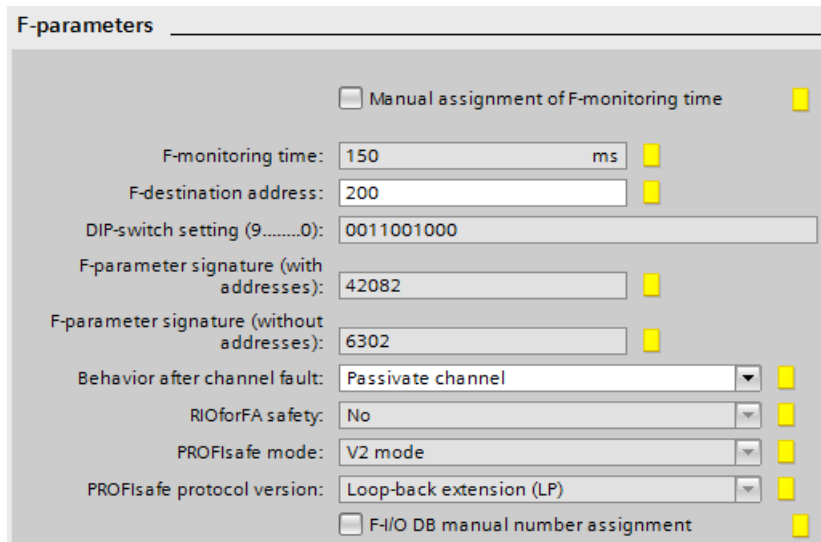 F-parameters
Manual assignment of F-monitoring time
F-monitoring time: 150 ms
F-destination address: 200
DIP-switch setting (9........0): 0011001000
F-parameter signature (with
addresses): 42082
F-parameter signature (without
addresses): 6302
Behavior after channel fault: Passivate channel
RIOforFA safety: No
PROFIsafe mode: V2 mode
PROFIsafe protocol version: Loop-back extension (LP)
F-I/O DB manual number assignment